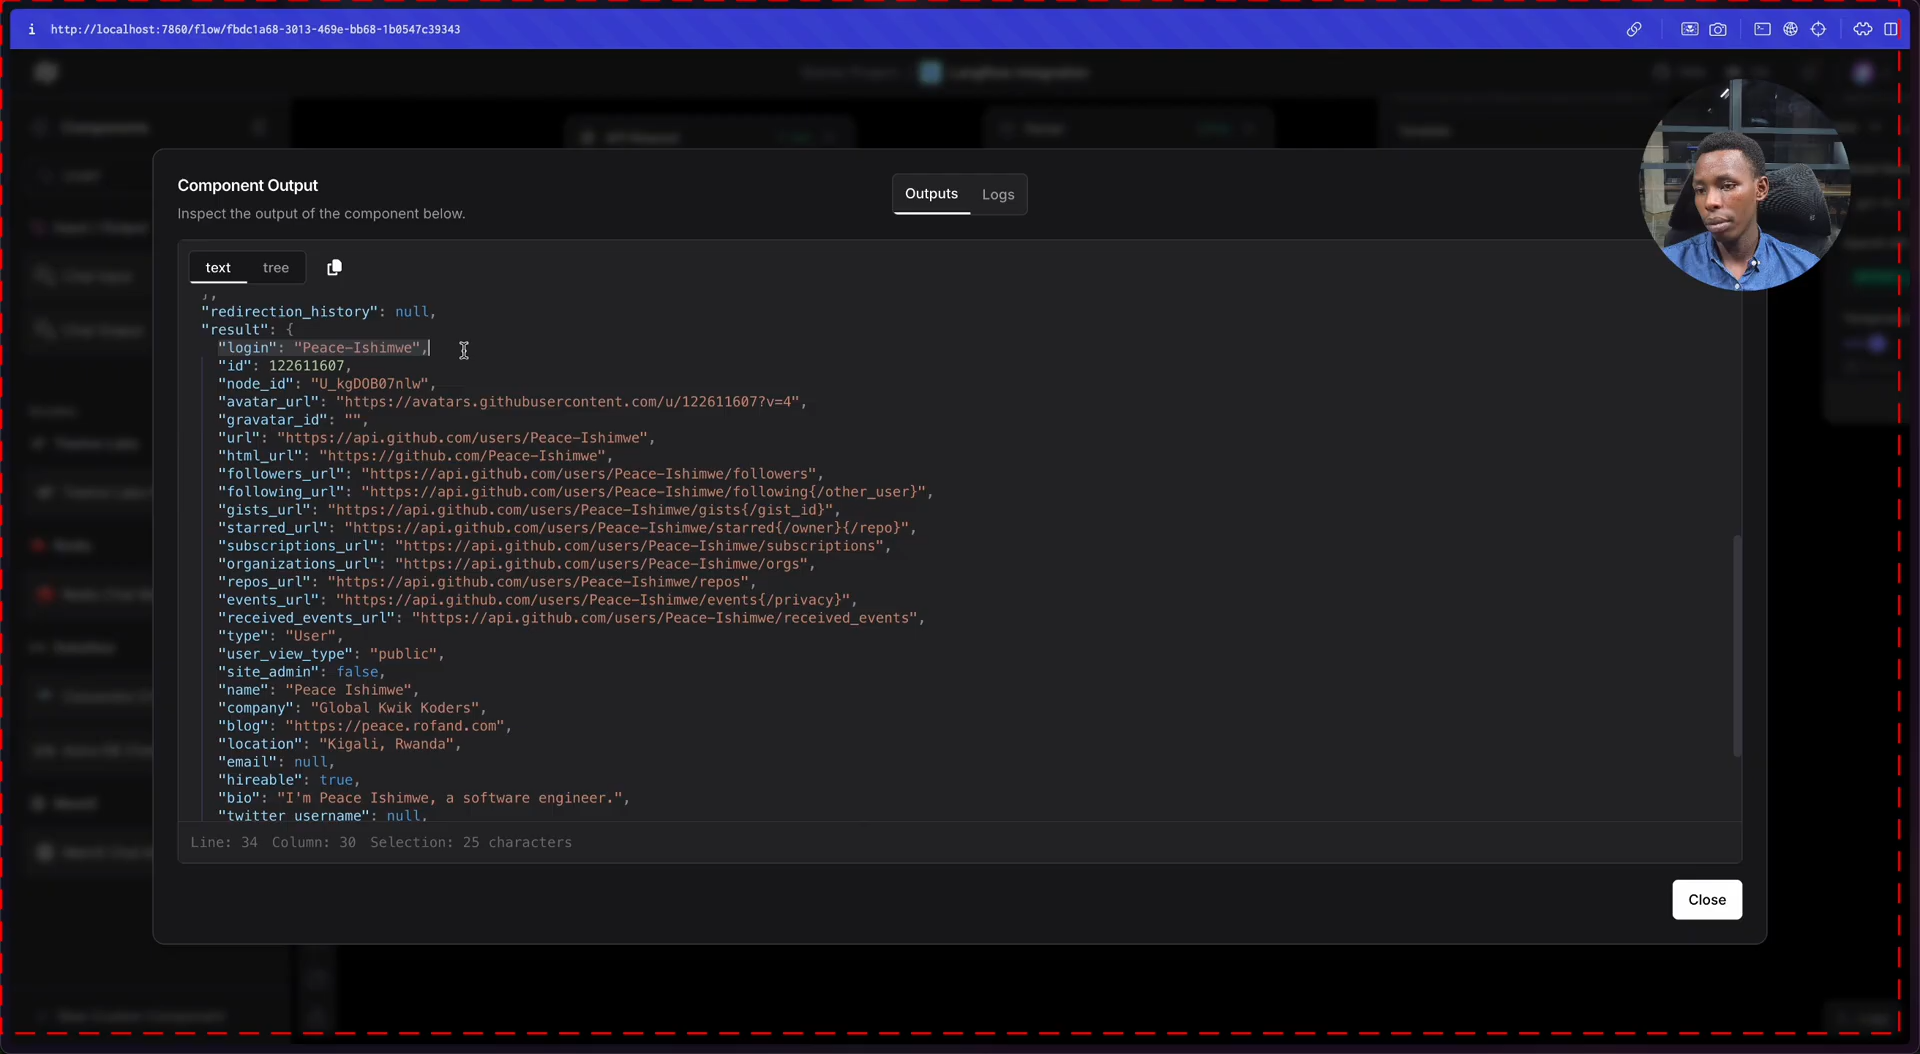 i http://localhost:7860/flow/fbdc1a68-3013-469e-bb68-1b0547c39343
Components
API Request
Parser
Component Output
Inspect the output of the component below.
Outputs Logs
text tree
},
"redirection_history": null,
"result": {
"login": "Peace-Ishimwe",
"id": 122611607,
"node_id": "U_kgDOB07nlw",
"avatar_url": "https://avatars.githubusercontent.com/u/122611607?v=4",
"gravatar_id": "",
"url": "https://api.github.com/users/Peace-Ishimwe",
"html_url": "https://github.com/Peace-Ishimwe",
"followers_url": "https://api.github.com/users/Peace-Ishimwe/followers",
"following_url": "https://api.github.com/users/Peace-Ishimwe/following{/other_user}",
"gists_url": "https://api.github.com/users/Peace-Ishimwe/gists{/gist_id}",
"starred_url": "https://api.github.com/users/Peace-Ishimwe/starred{/owner}{/repo}",
"subscriptions_url": "https://api.github.com/users/Peace-Ishimwe/subscriptions",
"organizations_url": "https://api.github.com/users/Peace-Ishimwe/orgs",
"repos_url": "https://api.github.com/users/Peace-Ishimwe/repos",
"events_url": "https://api.github.com/users/Peace-Ishimwe/events{/privacy}",
"received_events_url": "https://api.github.com/users/Peace-Ishimwe/received_events",
"type": "User",
"user_view_type": "public",
"site_admin": false,
"name": "Peace Ishimwe",
"company": "Global Kwik Koders",
"blog": "https://peace.rofand.com",
"location": "Kigali, Rwanda",
"email": null,
"hireable": true,
"bio": "I'm Peace Ishimwe, a software engineer.",
"twitter_username": null,
Line: 34 Column: 30 Selection: 25 characters
Close